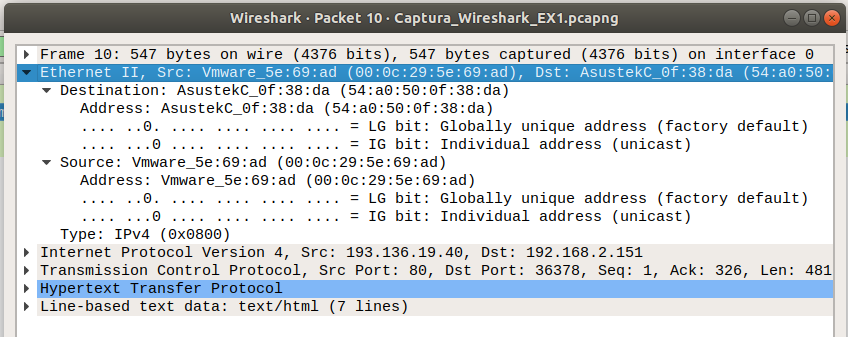 Wireshark · Packet 10 · Captura_Wireshark_EX1.pcapng
Frame 10: 547 bytes on wire (4376 bits), 547 bytes captured (4376 bits) on interface 0
Ethernet II, Src: Vmware_5e:69:ad (00:0c:29:5e:69:ad), Dst: AsustekC_0f:38:da (54:a0:50:
Destination: AsustekC_0f:38:da (54:a0:50:0f:38:da)
Address: AsustekC_0f:38:da (54:a0:50:0f:38:da)
.... ..0. .... .... .... .... = LG bit: Globally unique address (factory default)
.... ...0 .... .... .... .... = IG bit: Individual address (unicast)
Source: Vmware_5e:69:ad (00:0c:29:5e:69:ad)
Address: Vmware_5e:69:ad (00:0c:29:5e:69:ad)
.... ..0. .... .... .... .... = LG bit: Globally unique address (factory default)
.... ...0 .... .... .... .... = IG bit: Individual address (unicast)
Type: IPv4 (0x0800)
Internet Protocol Version 4, Src: 193.136.19.40, Dst: 192.168.2.151
Transmission Control Protocol, Src Port: 80, Dst Port: 36378, Seq: 1, Ack: 326, Len: 481
Hypertext Transfer Protocol
Line-based text data: text/html (7 lines)